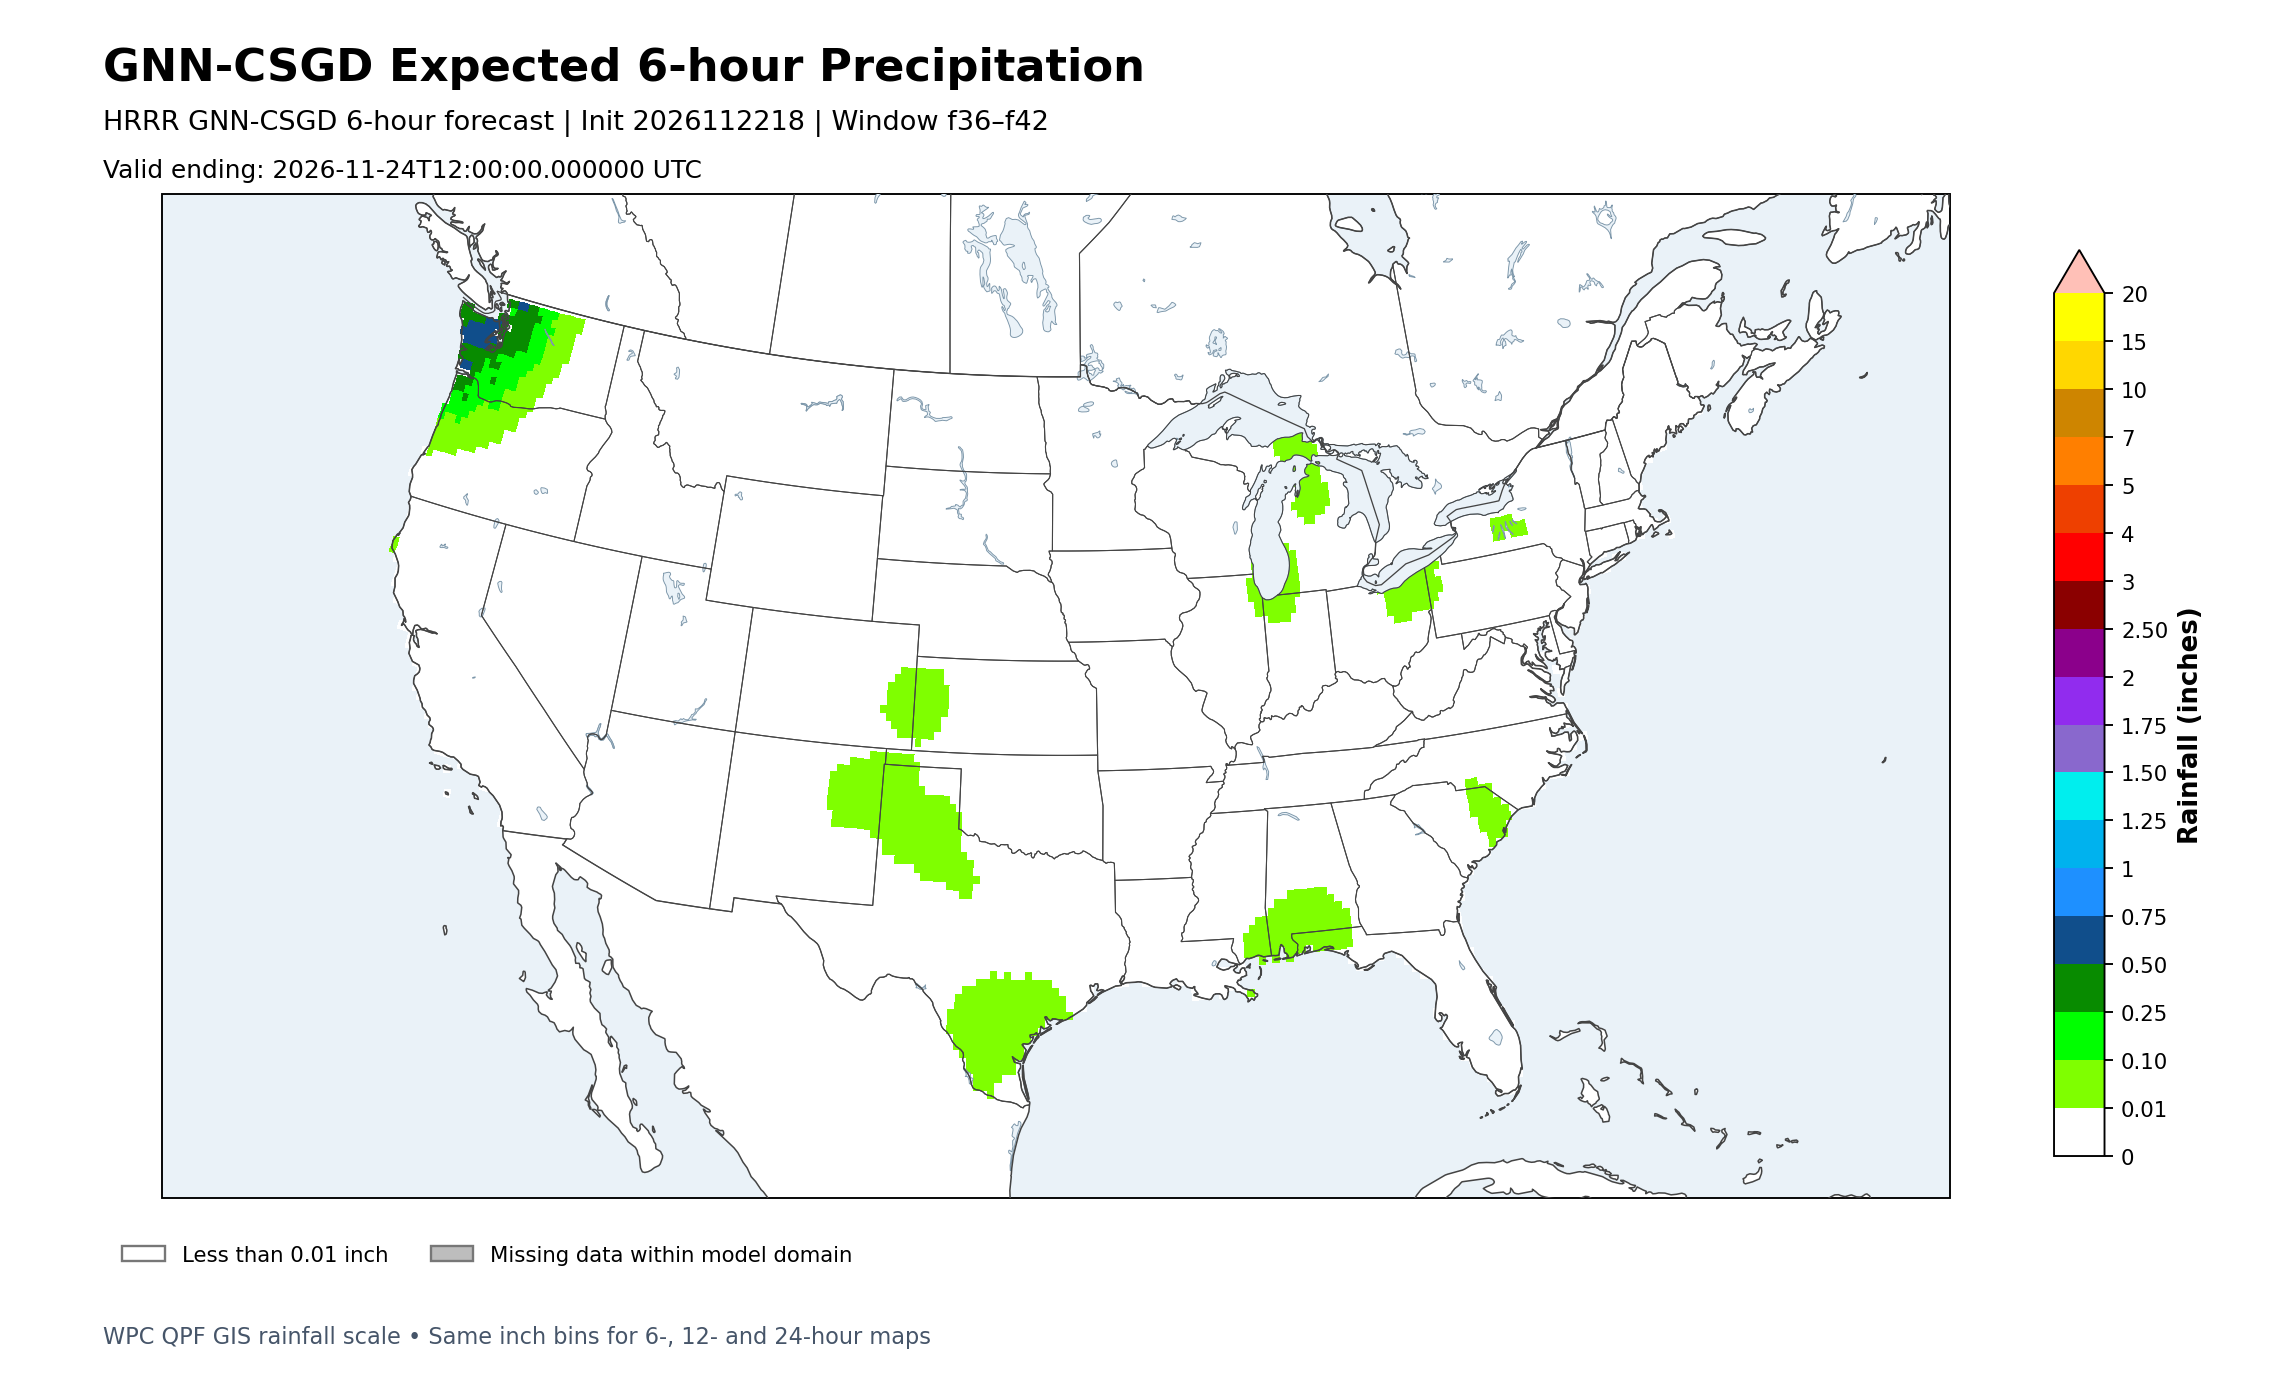 GNN-CSGD Expected 6-hour Precipitation
HRRR GNN-CSGD 6-hour forecast | Init 2026112218 | Window f36–f42
Valid ending: 2026-11-24T12:00:00.000000 UTC
20
15
10
7
5
4
3
2.50
2
1.75
1.50
1.25
1
0.75
0.50
0.25
0.10
0.01
0
Rainfall (inches)
Less than 0.01 inch
Missing data within model domain
WPC QPF GIS rainfall scale • Same inch bins for 6-, 12- and 24-hour maps